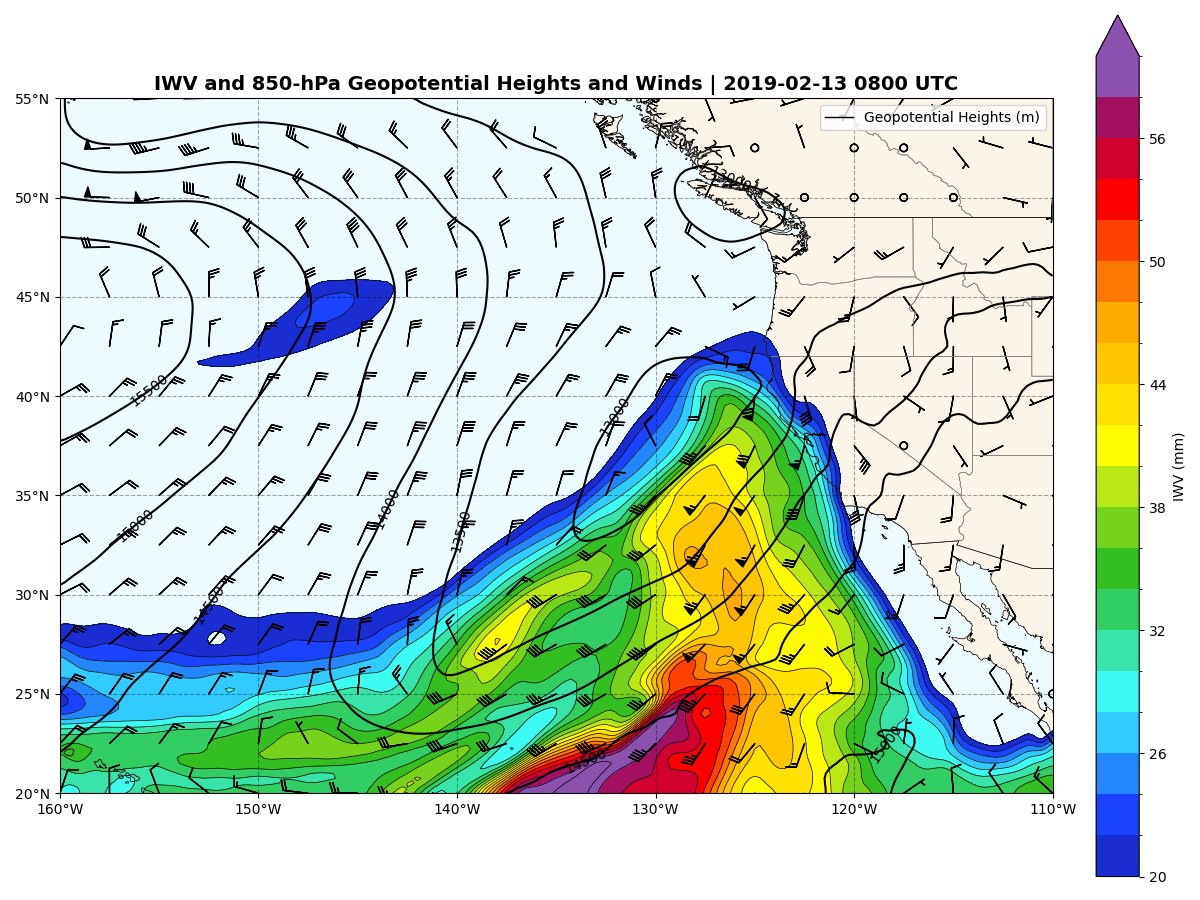 IWV and 850-hPa Geopotential Heights and Winds | 2019-02-13 0800 UTC
Geopotential Heights (m)
55°N
50°N
45°N
40°N
35°N
30°N
25°N
20°N
160°W
150°W
140°W
130°W
120°W
110°W
13000
15500
13000
15000
14000
13500
14500
15000
14500
56
50
44
38
32
26
20
IWV (mm)